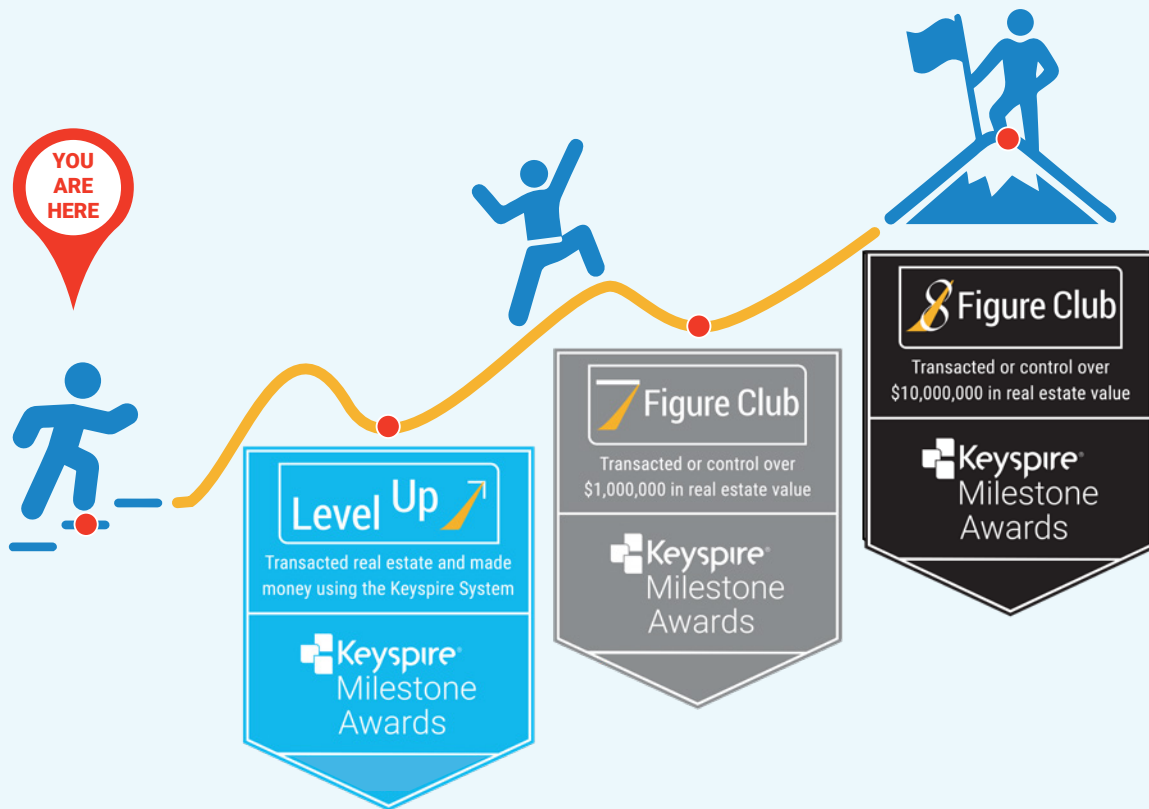 YOU
ARE
HERE
Level Up
Transacted real estate and made
money using the Keyspire System
Keyspire®
Milestone
Awards
7 Figure Club
Transacted or control over
$1,000,000 in real estate value
Keyspire®
Milestone
Awards
8 Figure Club
Transacted or control over
$10,000,000 in real estate value
Keyspire®
Milestone
Awards